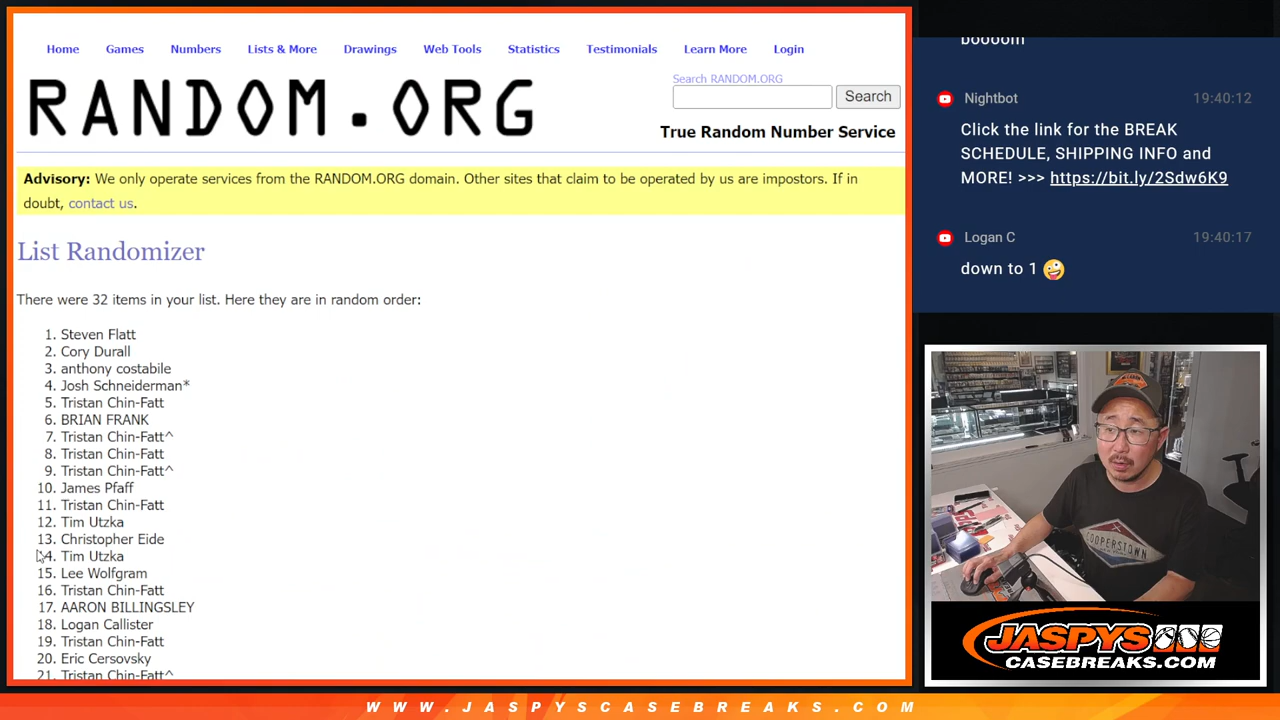 Home Games Numbers Lists & More Drawings Web Tools Statistics Testimonials Learn More Login
RANDOM.ORG
Search RANDOM.ORG
Search
True Random Number Service
Advisory: We only operate services from the RANDOM.ORG domain. Other sites that claim to be operated by us are impostors. If in
doubt, contact us.
List Randomizer
There were 32 items in your list. Here they are in random order:
1. Steven Flatt
2. Cory Durall
3. anthony costabile
4. Josh Schneiderman*
5. Tristan Chin-Fatt
6. BRIAN FRANK
7. Tristan Chin-Fatt^
8. Tristan Chin-Fatt
9. Tristan Chin-Fatt^
10. James Pfaff
11. Tristan Chin-Fatt
12. Tim Utzka
13. Christopher Eide
14. Tim Utzka
15. Lee Wolfgram
16. Tristan Chin-Fatt
17. AARON BILLINGSLEY
18. Logan Callister
19. Tristan Chin-Fatt
20. Eric Cersovsky
21. Tristan Chin-Fatt^
boooom
Nightbot 19:40:12
Click the link for the BREAK
SCHEDULE, SHIPPING INFO and
MORE! >>> https://bit.ly/2Sdw6K9
Logan C 19:40:17
down to 1 🤪
COOPERSTOWN
JASPYS
CASEBREAKS.COM
WWW.JASPYSCASEBREAKS.COM